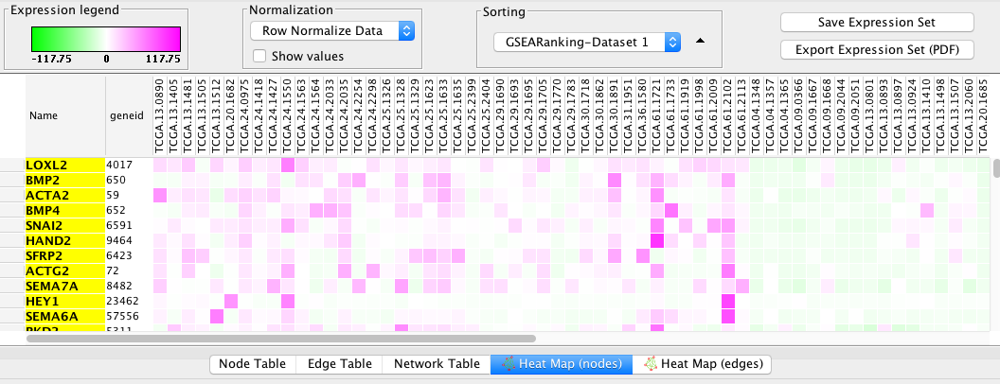 Expression legend
-117.75 0 117.75
Normalization
Row Normalize Data
Show values
Sorting
GSEARanking-Dataset 1
Save Expression Set
Export Expression Set (PDF)
Name
geneid
TCGA.13.0890
TCGA.13.1405
TCGA.13.1481
TCGA.13.1505
TCGA.13.1512
TCGA.20.1682
TCGA.24.0975
TCGA.24.1418
TCGA.24.1427
TCGA.24.1550
TCGA.24.1563
TCGA.24.1564
TCGA.24.2033
TCGA.24.2035
TCGA.24.2254
TCGA.24.2298
TCGA.25.1326
TCGA.25.1328
TCGA.25.1329
TCGA.25.1623
TCGA.25.1633
TCGA.25.1635
TCGA.25.2399
TCGA.25.2404
TCGA.29.1690
TCGA.29.1693
TCGA.29.1695
TCGA.29.1705
TCGA.29.1770
TCGA.29.1783
TCGA.30.1718
TCGA.30.1862
TCGA.30.1891
TCGA.31.1951
TCGA.36.1580
TCGA.61.1721
TCGA.61.1733
TCGA.61.1919
TCGA.61.1998
TCGA.61.2009
TCGA.61.2102
TCGA.61.2113
TCGA.04.1348
TCGA.04.1357
TCGA.04.1365
TCGA.09.0366
TCGA.09.1667
TCGA.09.1668
TCGA.09.2044
TCGA.09.2051
TCGA.13.0801
TCGA.13.0893
TCGA.13.0897
TCGA.13.0924
TCGA.13.1410
TCGA.13.1498
TCGA.13.1507
TCGA.13.2060
TCGA.20.1685
LOXL2 4017
BMP2 650
ACTA2 59
BMP4 652
SNAI2 6591
HAND2 9464
SFRP2 6423
ACTG2 72
SEMA7A 8482
HEY1 23462
SEMA6A 57556
PKD2 5311
Node Table
Edge Table
Network Table
Heat Map (nodes)
Heat Map (edges)